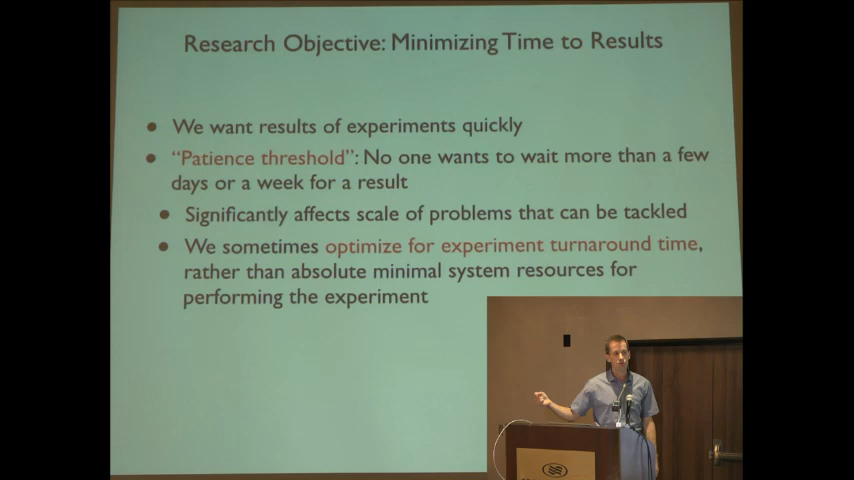 Research Objective: Minimizing Time to Results
• We want results of experiments quickly
• “Patience threshold”: No one wants to wait more than a few
days or a week for a result
• Significantly affects scale of problems that can be tackled
• We sometimes optimize for experiment turnaround time,
rather than absolute minimal system resources for
performing the experiment